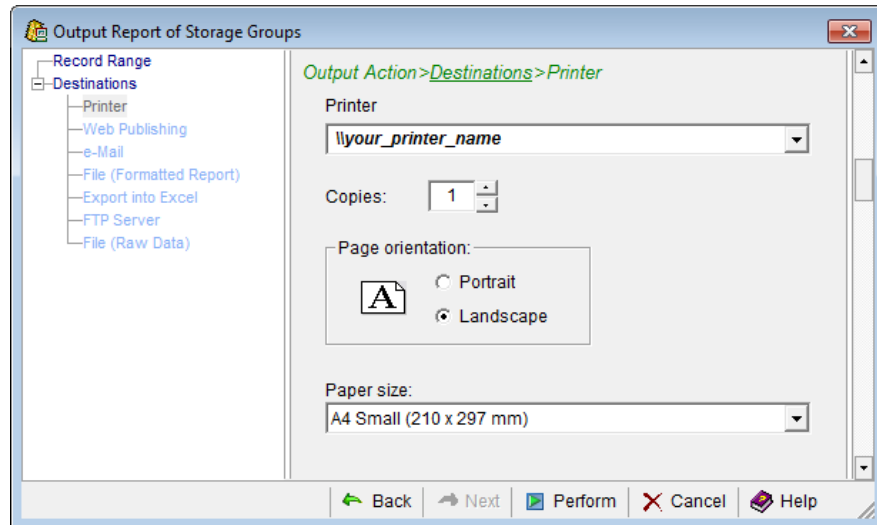 Output Report of Storage Groups
Record Range
Destinations
Printer
Web Publishing
e-Mail
File (Formatted Report)
Export into Excel
FTP Server
File (Raw Data)
Output Action>Destinations>Printer
Printer
\\your_printer_name
Copies: 1
Page orientation:
A
Portrait
Landscape
Paper size:
A4 Small (210 x 297 mm)
Back Next Perform Cancel Help